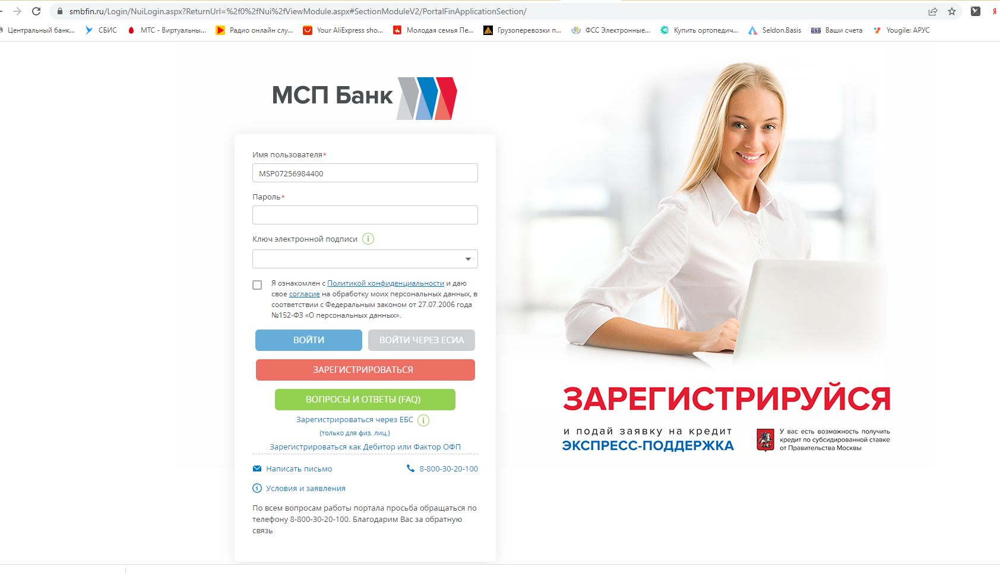 smbfin.ru/Login/NuiLogin.aspx?ReturnUrl=%2f0%2fNui%2fViewModule.aspx#SectionModuleV2/PortalFinApplicationSection/
Центральный банк... СБИС МТС - Виртуальны... Радио онлайн слу... Your AliExpress sho... Молодая семья Пе... Грузоперевозки п... ФСС Электронные... Купить ортопедич... Seldon.Basis Ваши счета Yougile: АРУС
МСП Банк
Имя пользователя*
MSP07256984400
Пароль*
Ключ электронной подписи
Я ознакомлен с Политикой конфиденциальности и даю
свое согласие на обработку моих персональных данных, в
соответствии с Федеральным законом от 27.07.2006 года
№152-ФЗ «О персональных данных».
ВОЙТИ ВОЙТИ ЧЕРЕЗ ЕСИА
ЗАРЕГИСТРИРОВАТЬСЯ
ВОПРОСЫ И ОТВЕТЫ (FAQ)
Зарегистрироваться через ЕБС
(только для физ. лиц.)
Зарегистрироваться как Дебитор или Фактор ОФП
Написать письмо 8-800-30-20-100
Условия и заявления
По всем вопросам работы портала просьба обращаться по
телефону 8-800-30-20-100. Благодарим Вас за обратную
связь
ЗАРЕГИСТРИРУЙСЯ
и подай заявку на кредит
ЭКСПРЕСС-ПОДДЕРЖКА
У вас есть возможность получить
кредит по субсидированной ставке
от Правительства Москвы